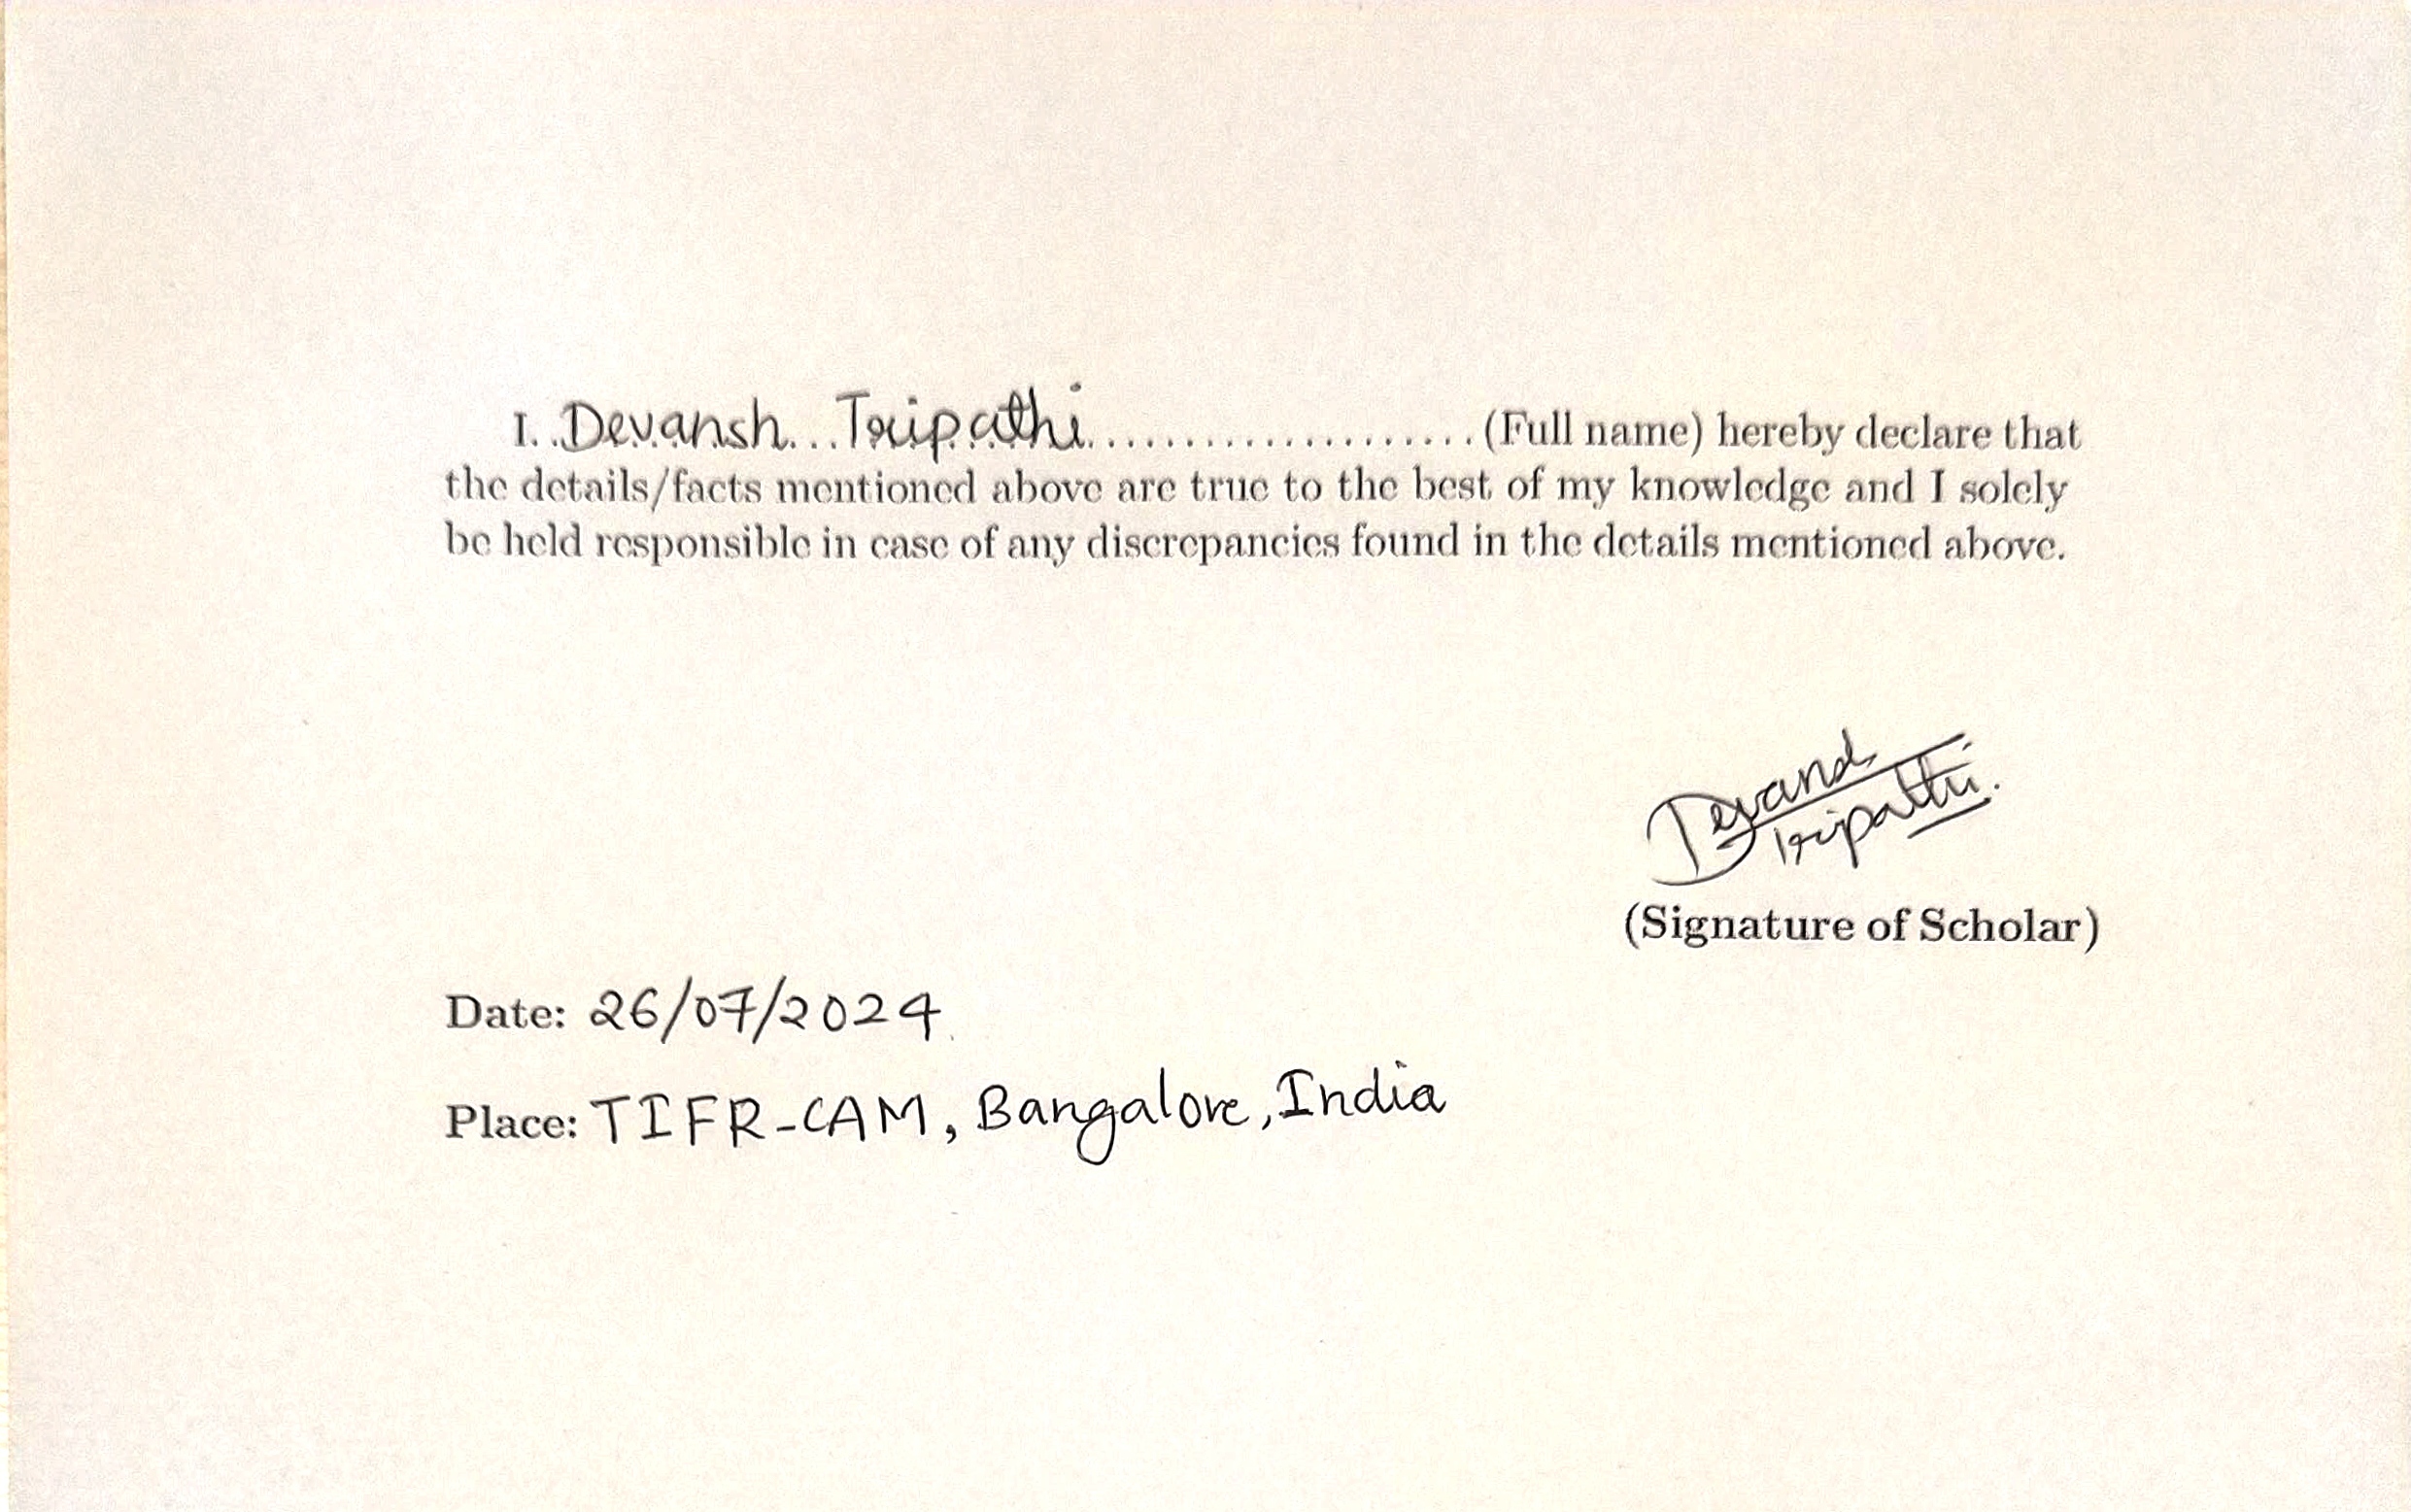 I. Devansh Tripathi (Full name) hereby declare that
the details/facts mentioned above are true to the best of my knowledge and I solely
be held responsible in case of any discrepancies found in the details mentioned above.
Devansh
Tripathi.
(Signature of Scholar)
Date: 26/07/2024
Place: TIFR-CAM, Bangalore, India